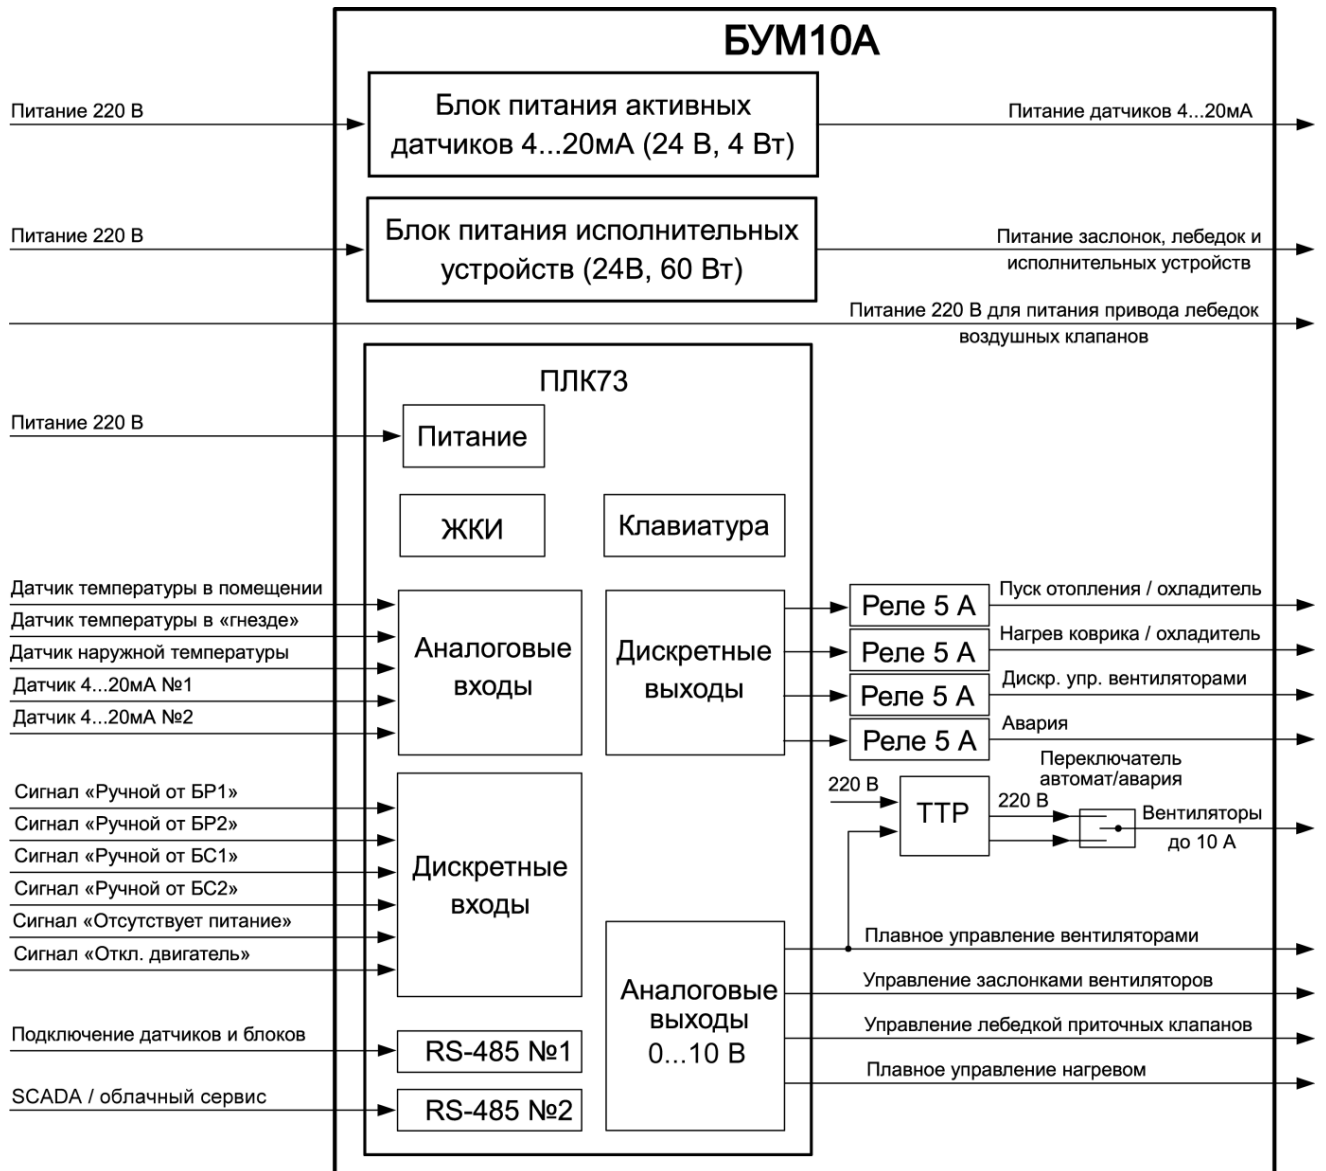 БУМ10А
Питание 220 В
Блок питания активных
датчиков 4...20мА (24 В, 4 Вт)
Питание датчиков 4...20мА
Питание 220 В
Блок питания исполнительных
устройств (24В, 60 Вт)
Питание заслонок, лебедок и
исполнительных устройств
Питание 220 В для питания привода лебедок
воздушных клапанов
ПЛК73
Питание 220 В
Питание
ЖКИ
Клавиатура
Датчик температуры в помещении
Датчик температуры в «гнезде»
Датчик наружной температуры
Датчик 4...20мА №1
Датчик 4...20мА №2
Аналоговые
входы
Дискретные
выходы
Реле 5 А
Пуск отопления / охладитель
Реле 5 А
Нагрев коврика / охладитель
Реле 5 А
Дискр. упр. вентиляторами
Реле 5 А
Авария
Переключатель
автомат/авария
220 В
ТТР
220 В
Вентиляторы
до 10 А
Сигнал «Ручной от БР1»
Сигнал «Ручной от БР2»
Сигнал «Ручной от БС1»
Сигнал «Ручной от БС2»
Сигнал «Отсутствует питание»
Сигнал «Откл. двигатель»
Дискретные
входы
Аналоговые
выходы
0...10 В
Плавное управление вентиляторами
Управление заслонками вентиляторов
Управление лебедкой приточных клапанов
Плавное управление нагревом
Подключение датчиков и блоков
RS-485 №1
SCADA / облачный сервис
RS-485 №2